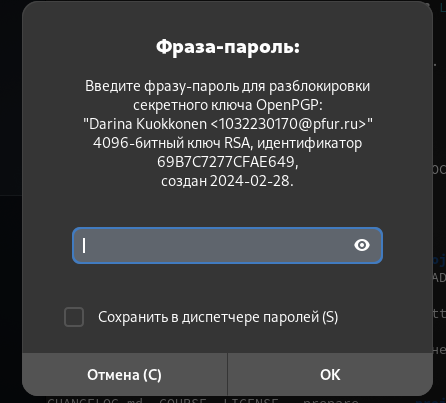 Фраза-пароль:
Введите фразу-пароль для разблокировки
секретного ключа OpenPGP:
"Darina Kuokkonen <1032230170@pfur.ru>"
4096-битный ключ RSA, идентификатор
69B7C7277CFAE649,
создан 2024-02-28.
Сохранить в диспетчере паролей (S)
Отмена (C)
OK
CHANGELOG.md COURSE LICENSE prepare